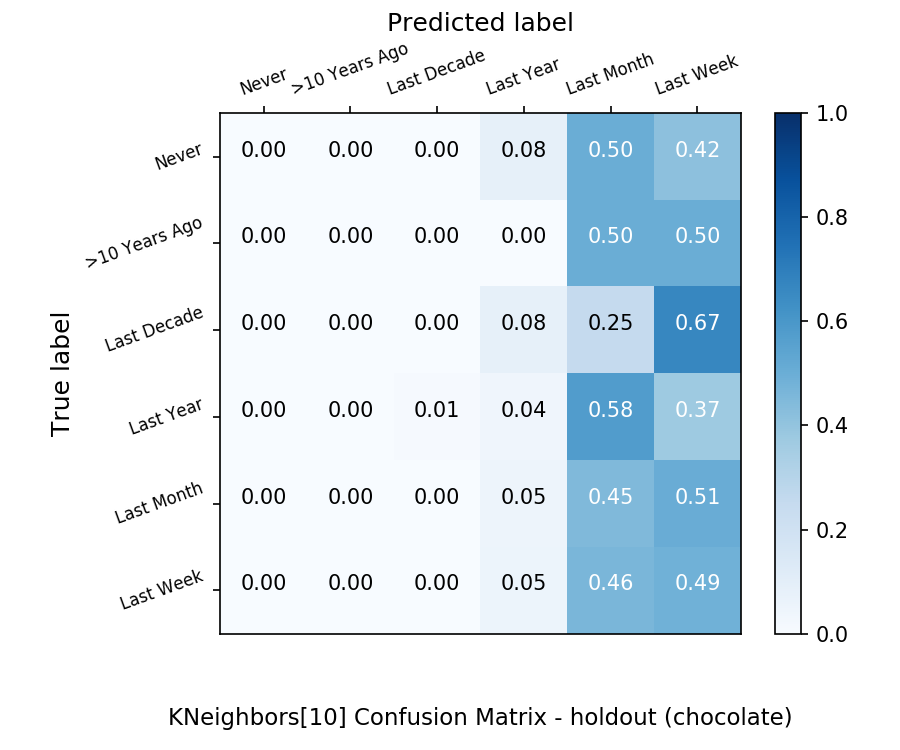 Predicted label
Never >10 Years Ago Last Decade Last Year Last Month Last Week
1.0
Never 0.00 0.00 0.00 0.08 0.50 0.42
0.8
>10 Years Ago 0.00 0.00 0.00 0.00 0.50 0.50
Last Decade 0.00 0.00 0.00 0.08 0.25 0.67
0.6
True label
Last Year 0.00 0.00 0.01 0.04 0.58 0.37
0.4
Last Month 0.00 0.00 0.00 0.05 0.45 0.51
0.2
Last Week 0.00 0.00 0.00 0.05 0.46 0.49
0.0
KNeighbors[10] Confusion Matrix - holdout (chocolate)